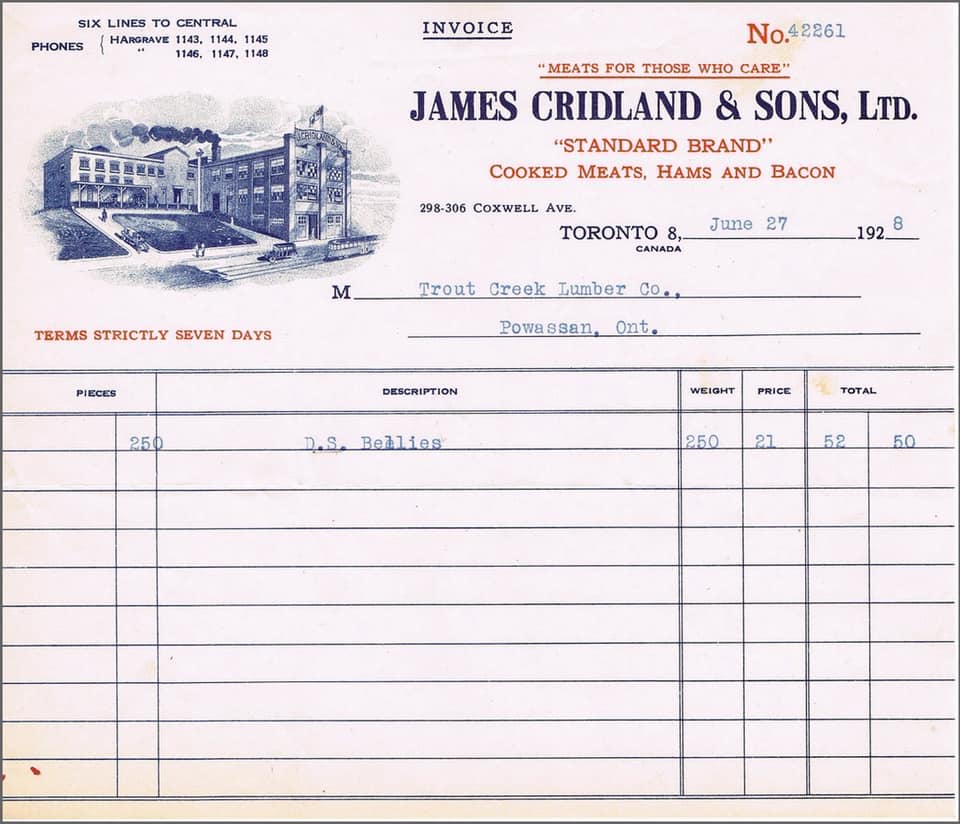 SIX LINES TO CENTRAL
PHONES { HARGRAVE 1143, 1144, 1145
" 1146, 1147, 1148
INVOICE
No. 42261
"MEATS FOR THOSE WHO CARE"
JAMES CRIDLAND & SONS, LTD.
"STANDARD BRAND"
COOKED MEATS, HAMS AND BACON
CRIDLAND
298-306 COXWELL AVE.
TORONTO 8, June 27 1928
CANADA
M Trout Creek Lumber Co.,
Powassan, Ont.
TERMS STRICTLY SEVEN DAYS
PIECES DESCRIPTION WEIGHT PRICE TOTAL
250 D.S. Bellies 250 21 52 50